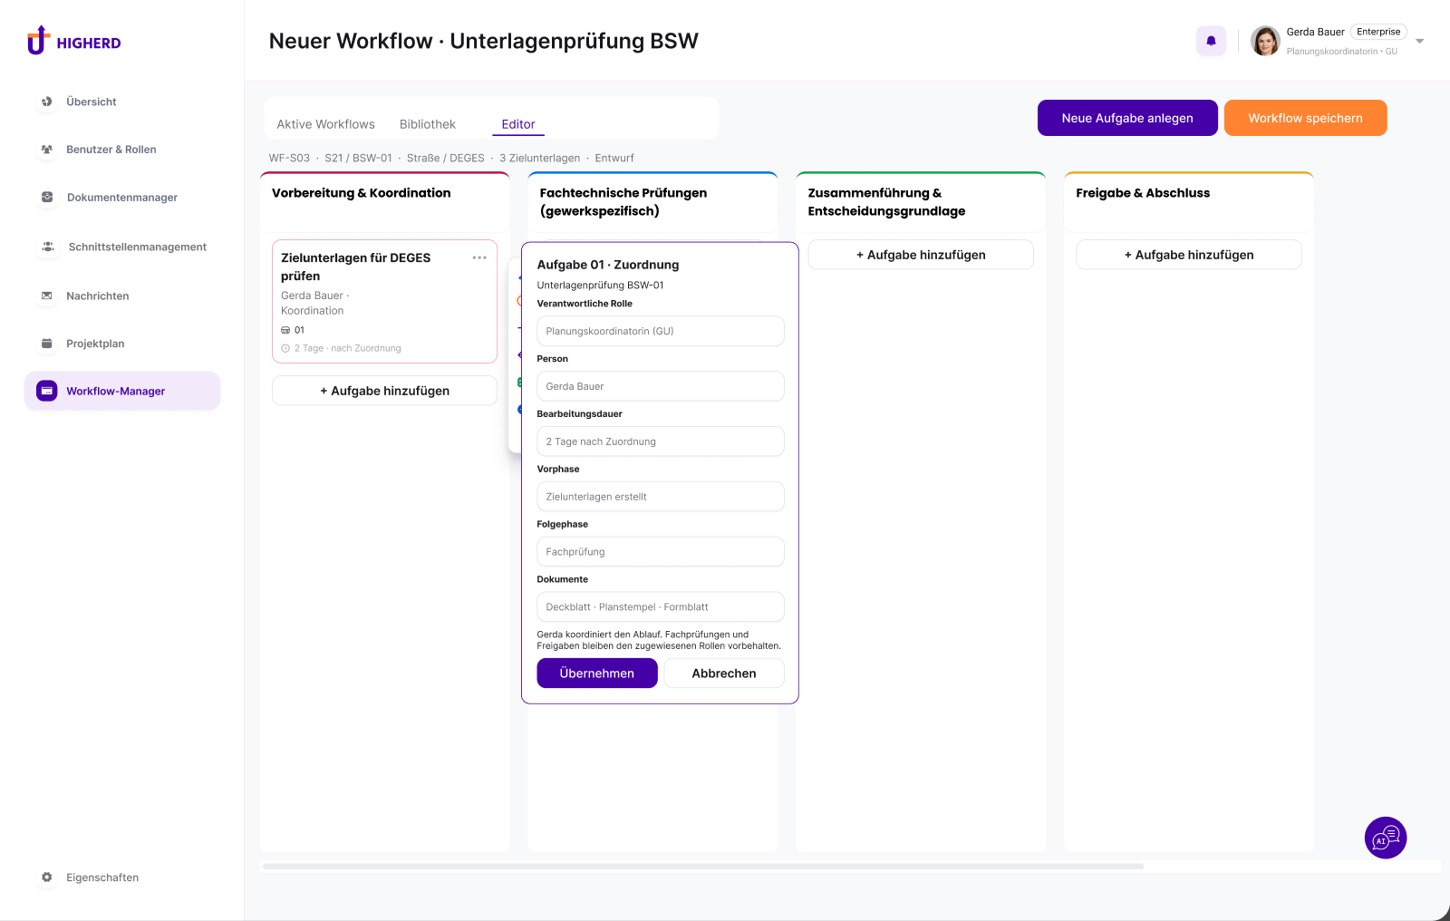 HIGHERD
Neuer Workflow · Unterlagenprüfung BSW
Gerda Bauer
Enterprise
Planungskoordinatorin • GU
Übersicht
Benutzer & Rollen
Dokumentenmanager
Schnittstellenmanagement
Nachrichten
Projektplan
Workflow-Manager
Eigenschaften
Aktive Workflows
Bibliothek
Editor
Neue Aufgabe anlegen
Workflow speichern
WF-S03 · S21 / BSW-01 · Straße / DEGES · 3 Zielunterlagen · Entwurf
Vorbereitung & Koordination
Zielunterlagen für DEGES
prüfen
Gerda Bauer ·
Koordination
01
2 Tage · nach Zuordnung
+ Aufgabe hinzufügen
Fachtechnische Prüfungen
(gewerkspezifisch)
Aufgabe 01 · Zuordnung
Unterlagenprüfung BSW-01
Verantwortliche Rolle
Planungskoordinatorin (GU)
Person
Gerda Bauer
Bearbeitungsdauer
2 Tage nach Zuordnung
Vorphase
Zielunterlagen erstellt
Folgephase
Fachprüfung
Dokumente
Deckblatt · Planstempel · Formblatt
Gerda koordiniert den Ablauf. Fachprüfungen und
Freigaben bleiben den zugewiesenen Rollen vorbehalten.
Übernehmen
Abbrechen
Zusammenführung &
Entscheidungsgrundlage
+ Aufgabe hinzufügen
Freigabe & Abschluss
+ Aufgabe hinzufügen
AI